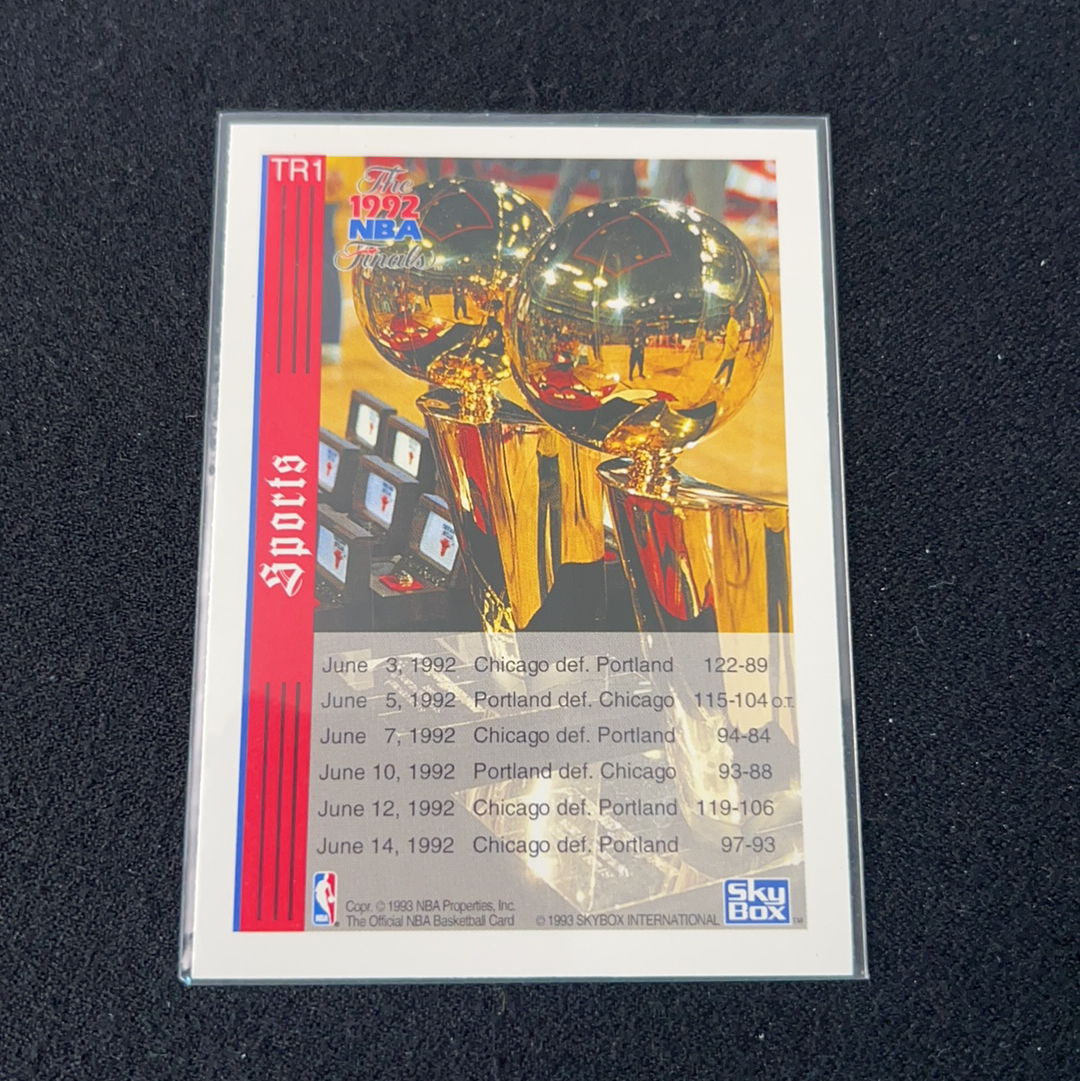 TR1
The
1992
NBA
Finals
Sports
June 3, 1992 Chicago def. Portland 122-89
June 5, 1992 Portland def. Chicago 115-104 O.T.
June 7, 1992 Chicago def. Portland 94-84
June 10, 1992 Portland def. Chicago 93-88
June 12, 1992 Chicago def. Portland 119-106
June 14, 1992 Chicago def. Portland 97-93
NBA
Copr. © 1993 NBA Properties, Inc.
The Official NBA Basketball Card © 1993 SKYBOX INTERNATIONAL
Sky
Box TM